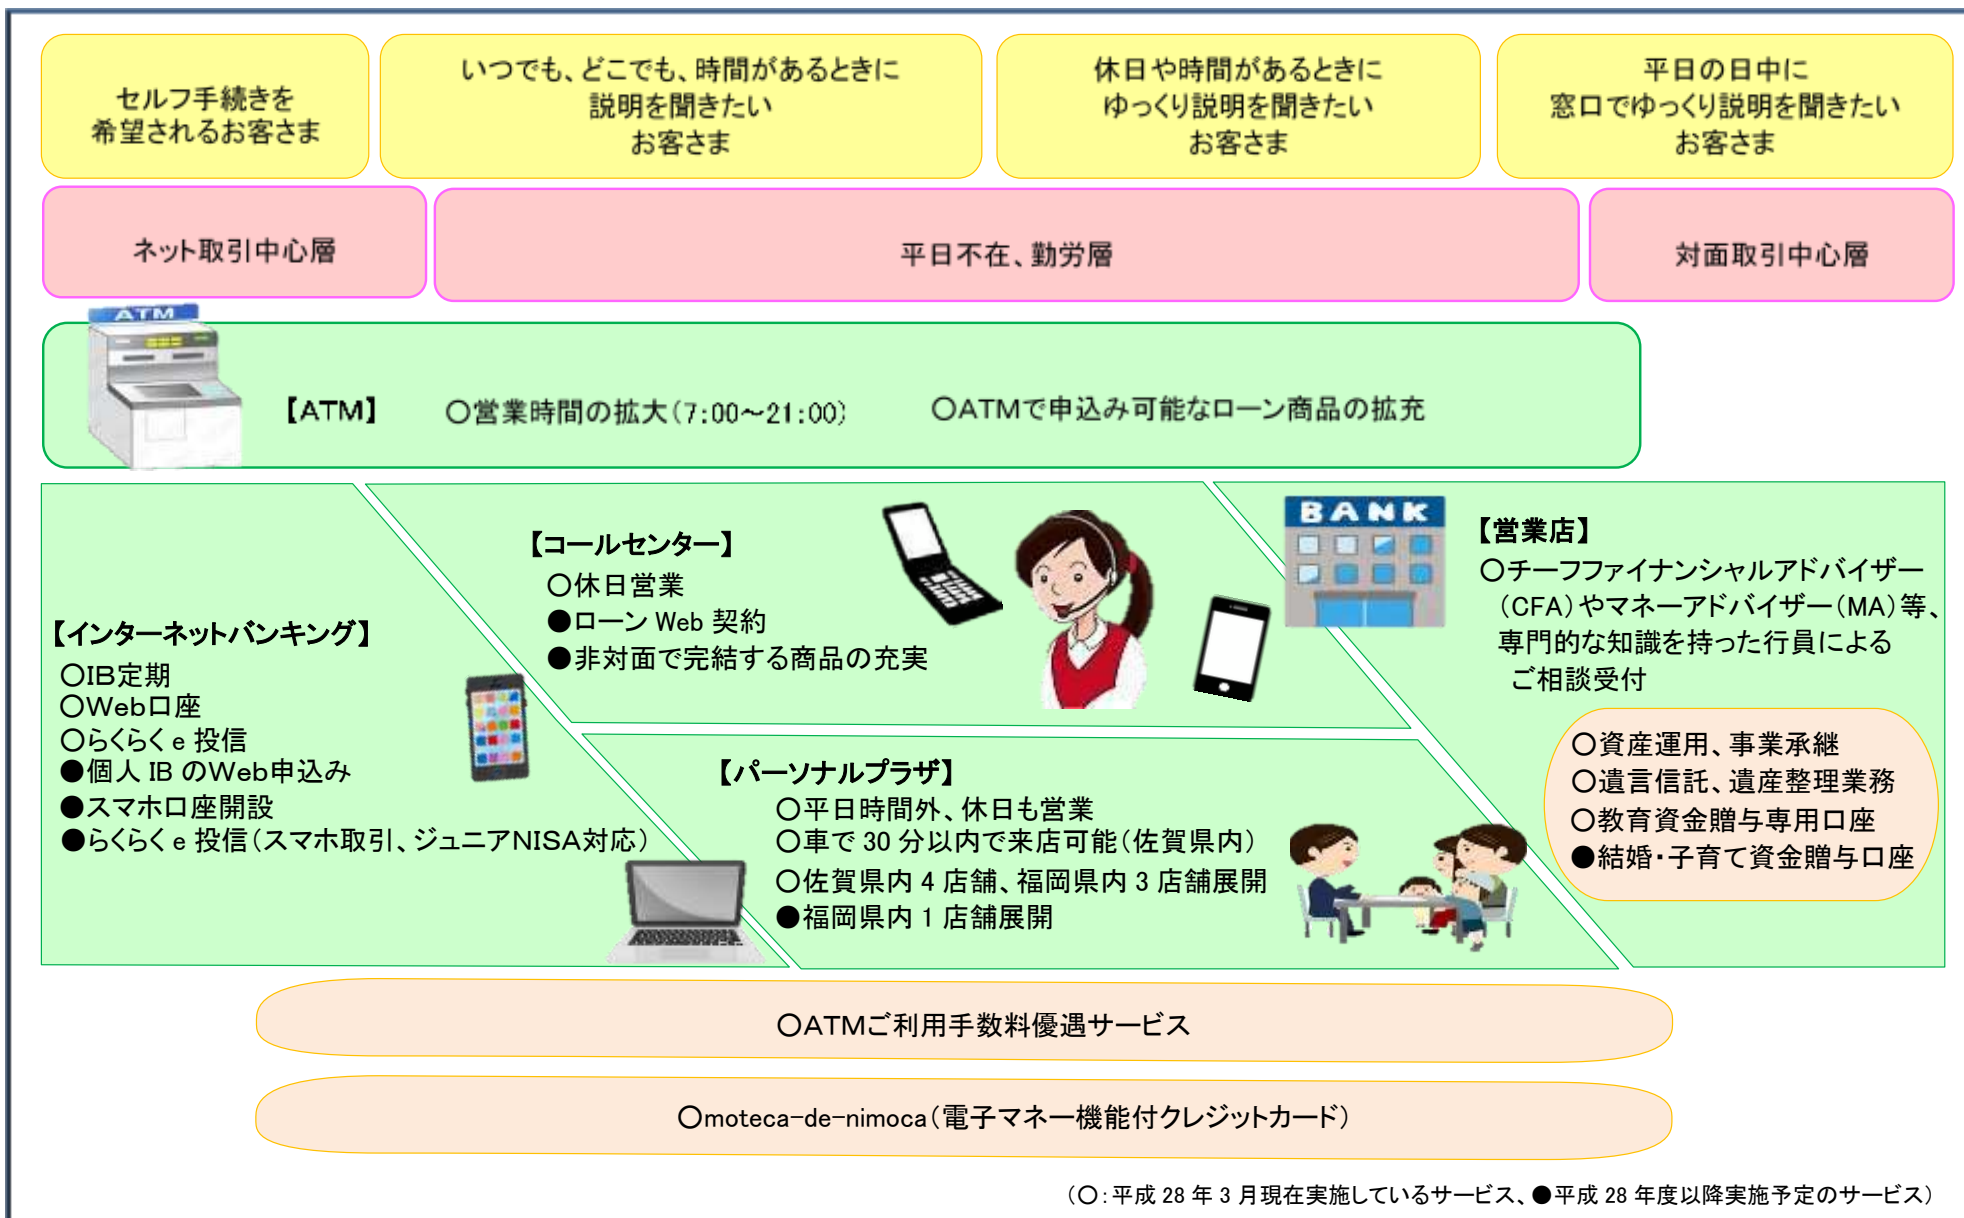 セルフ手続きを
希望されるお客さま
いつでも、どこでも、時間があるときに
説明を聞きたい
お客さま
休日や時間があるときに
ゆっくり説明を聞きたい
お客さま
平日の日中に
窓口でゆっくり説明を聞きたい
お客さま
ネット取引中心層
平日不在、勤労層
対面取引中心層
ATM
【ATM】 ○営業時間の拡大(7:00～21:00) ○ATMで申込み可能なローン商品の拡充
【インターネットバンキング】
○IB定期
○Web口座
○らくらく e 投信
●個人 IB のWeb申込み
●スマホ口座開設
●らくらく e 投信(スマホ取引、ジュニアNISA対応)
【コールセンター】
○休日営業
●ローン Web 契約
●非対面で完結する商品の充実
【パーソナルプラザ】
○平日時間外、休日も営業
○車で 30 分以内で来店可能(佐賀県内)
○佐賀県内 4 店舗、福岡県内 3 店舗展開
●福岡県内 1 店舗展開
BANK
【営業店】
○チーフファイナンシャルアドバイザー
(CFA)やマネーアドバイザー(MA)等、
専門的な知識を持った行員による
ご相談受付
○資産運用、事業承継
○遺言信託、遺産整理業務
○教育資金贈与専用口座
●結婚・子育て資金贈与口座
○ATMご利用手数料優遇サービス
○moteca-de-nimoca(電子マネー機能付クレジットカード)
(○:平成 28 年 3 月現在実施しているサービス、●平成 28 年度以降実施予定のサービス)